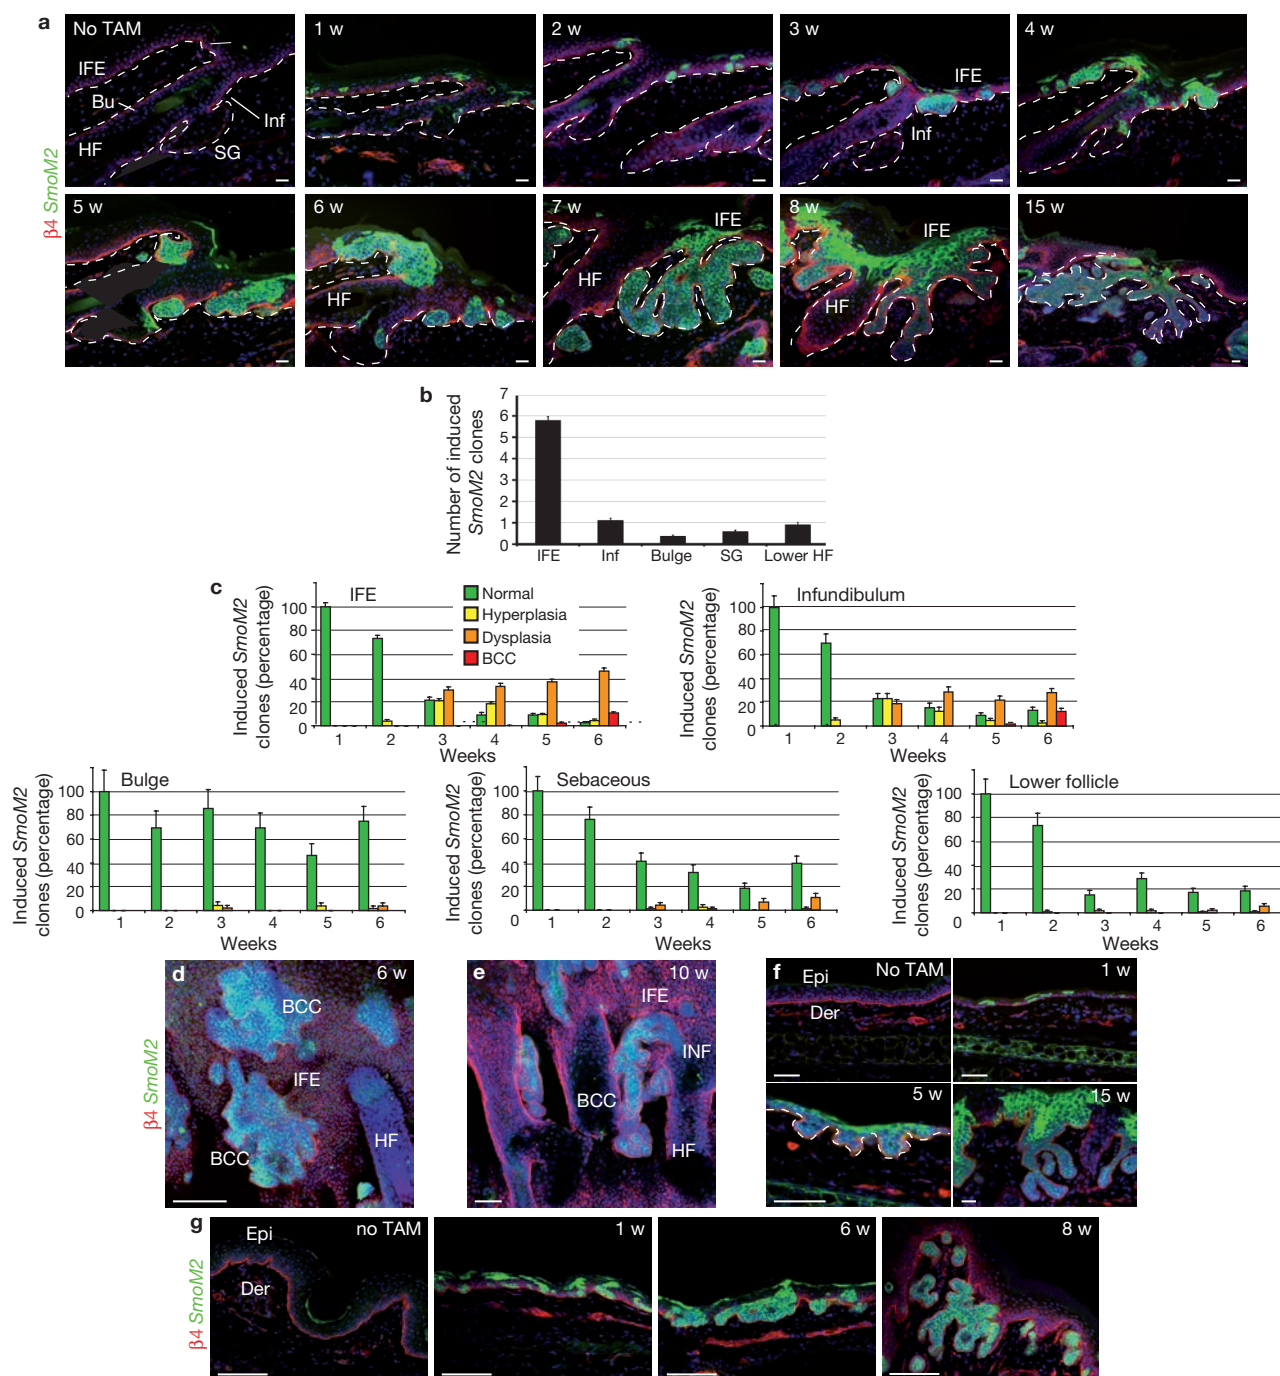 a
No TAM
IFE
Bu
Inf
HF
SG
1 w
2 w
3 w
IFE
Inf
4 w
β4 SmoM2
5 w
6 w
HF
7 w
IFE
HF
8 w
IFE
HF
15 w
b
Number of induced
SmoM2 clones
7
6
5
4
3
2
1
0
IFE Inf Bulge SG Lower HF
c
Induced SmoM2
clones (percentage)
IFE
100
80
60
40
20
0
Normal
Hyperplasia
Dysplasia
BCC
1 2 3 4 5 6
Weeks
Induced SmoM2
clones (percentage)
Infundibulum
100
80
60
40
20
0
1 2 3 4 5 6
Weeks
Induced SmoM2
clones (percentage)
Bulge
100
80
60
40
20
0
1 2 3 4 5 6
Weeks
Induced SmoM2
clones (percentage)
Sebaceous
100
80
60
40
20
0
1 2 3 4 5 6
Weeks
Induced SmoM2
clones (percentage)
Lower follicle
100
80
60
40
20
0
1 2 3 4 5 6
Weeks
β4 SmoM2
d
6 w
BCC
IFE
BCC
HF
e
10 w
IFE
INF
BCC
HF
f
No TAM
Epi
Der
1 w
5 w
15 w
g
β4 SmoM2
Epi
no TAM
Der
1 w
6 w
8 w